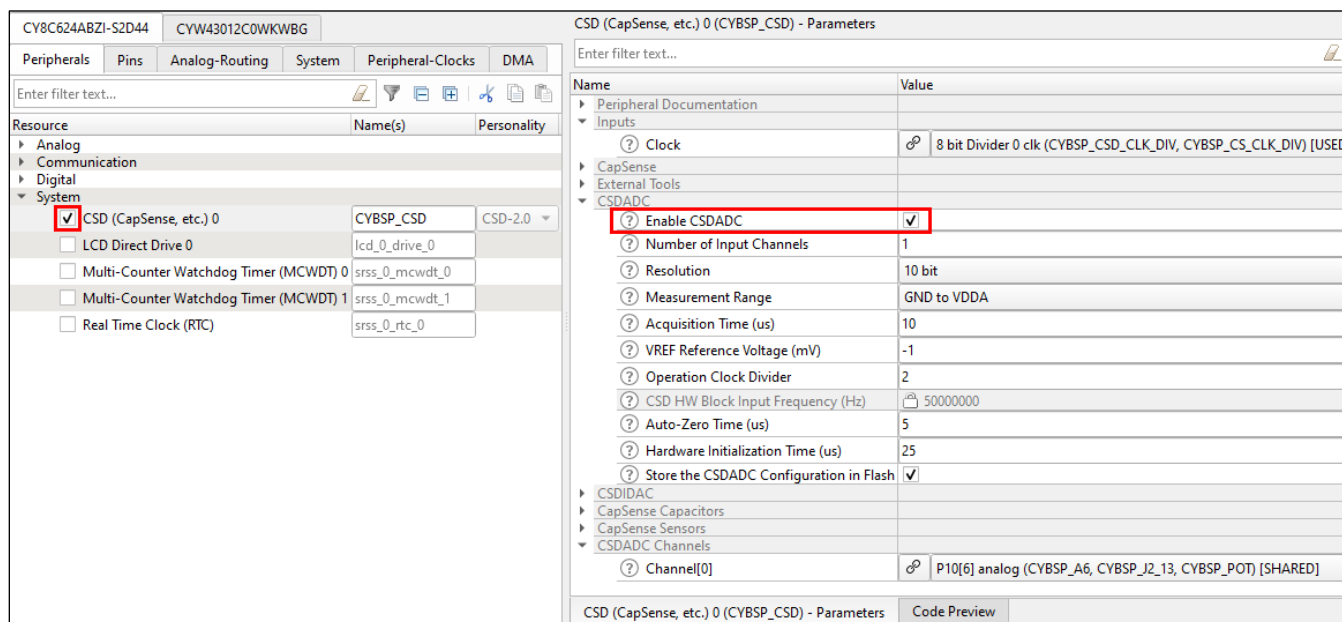 CY8C624ABZI-S2D44 CYW43012C0WKWBG
Peripherals Pins Analog-Routing System Peripheral-Clocks DMA
Enter filter text...
Resource Name(s) Personality
Analog
Communication
Digital
System
CSD (CapSense, etc.) 0 CYBSP_CSD CSD-2.0
LCD Direct Drive 0 lcd_0_drive_0
Multi-Counter Watchdog Timer (MCWDT) 0 srss_0_mcwdt_0
Multi-Counter Watchdog Timer (MCWDT) 1 srss_0_mcwdt_1
Real Time Clock (RTC) srss_0_rtc_0
CSD (CapSense, etc.) 0 (CYBSP_CSD) - Parameters
Enter filter text...
Name Value
Peripheral Documentation
Inputs
? Clock 8 bit Divider 0 clk (CYBSP_CSD_CLK_DIV, CYBSP_CS_CLK_DIV) [USED
CapSense
External Tools
CSDADC
? Enable CSDADC
? Number of Input Channels 1
? Resolution 10 bit
? Measurement Range GND to VDDA
? Acquisition Time (us) 10
? VREF Reference Voltage (mV) -1
? Operation Clock Divider 2
? CSD HW Block Input Frequency (Hz) 50000000
? Auto-Zero Time (us) 5
? Hardware Initialization Time (us) 25
? Store the CSDADC Configuration in Flash
CSDIDAC
CapSense Capacitors
CapSense Sensors
CSDADC Channels
? Channel[0] P10[6] analog (CYBSP_A6, CYBSP_J2_13, CYBSP_POT) [SHARED]
CSD (CapSense, etc.) 0 (CYBSP_CSD) - Parameters Code Preview